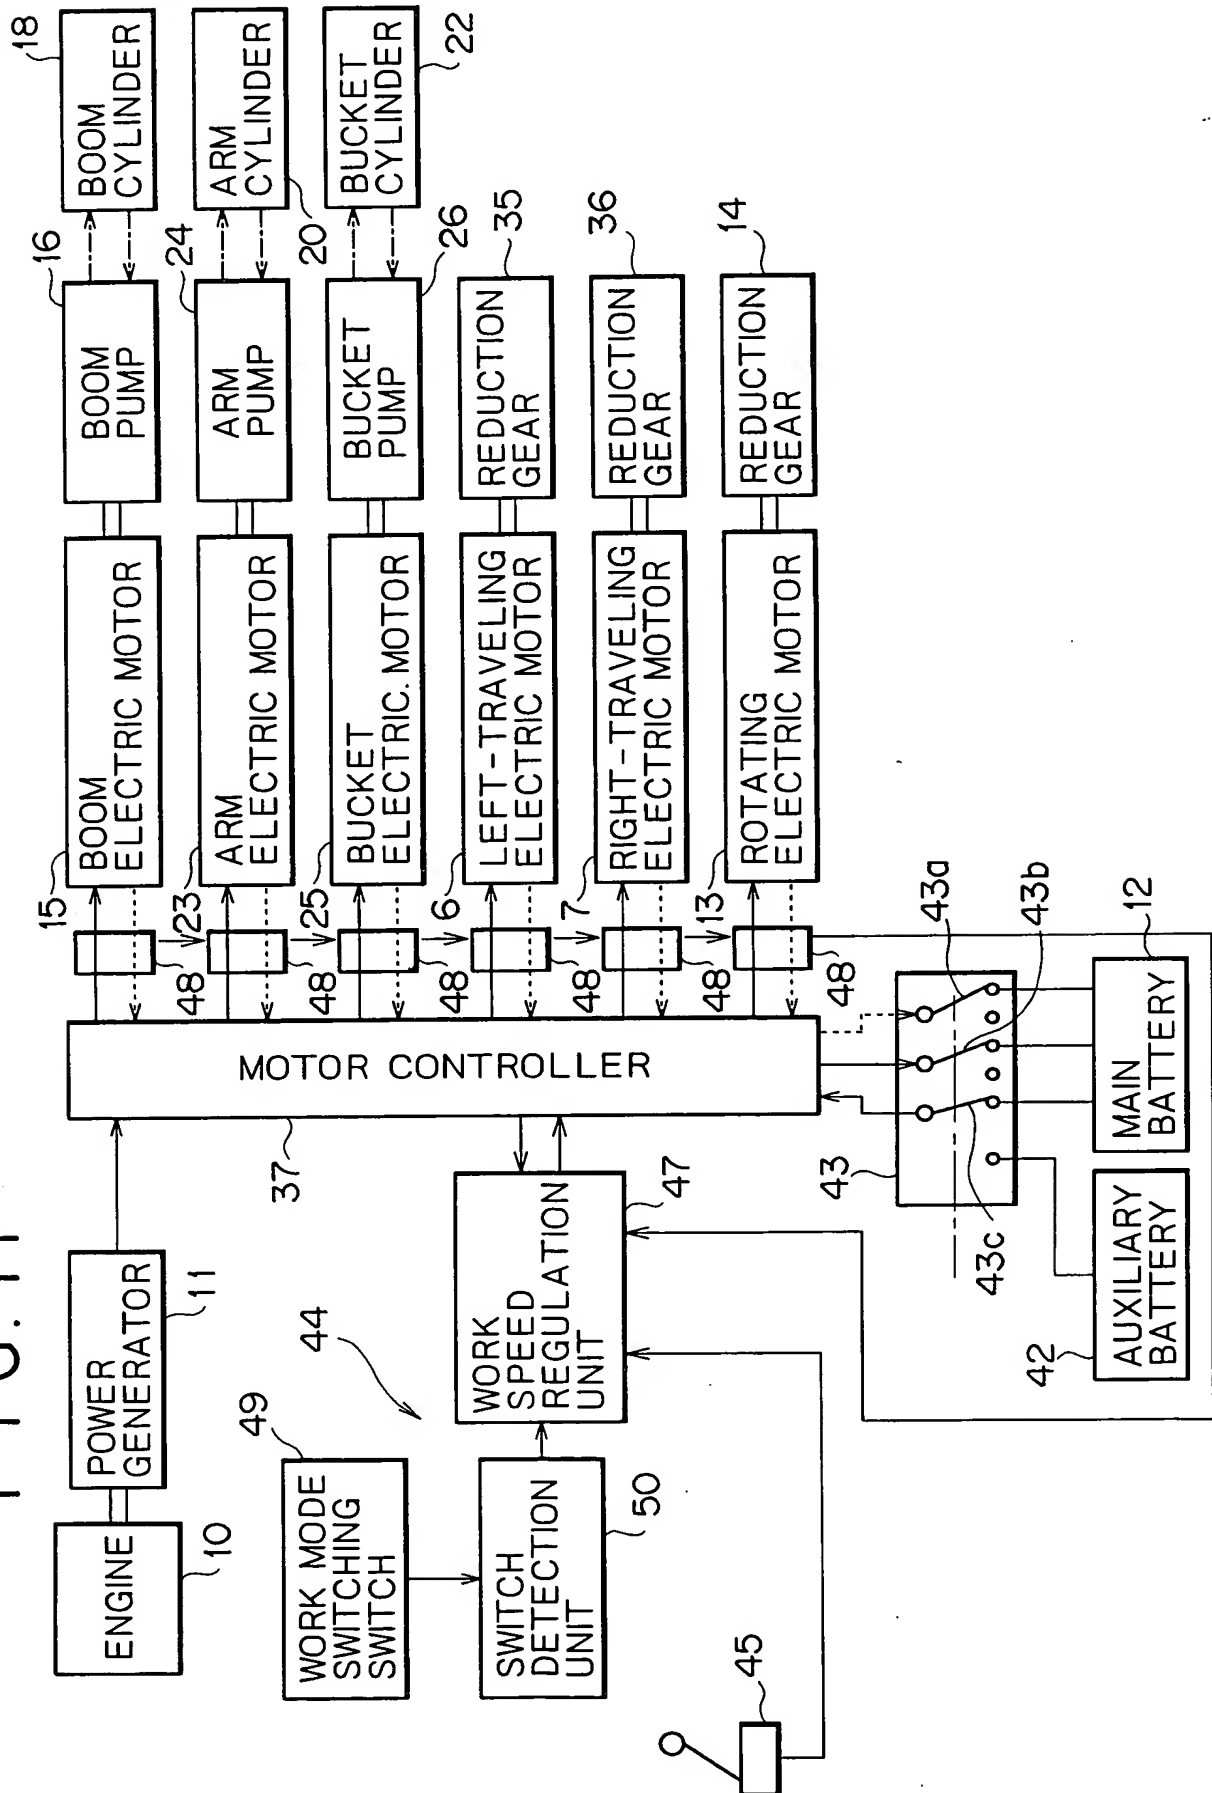 ENGINE
10
POWER
GENERATOR
11
MOTOR CONTROLLER
37
15
BOOM
ELECTRIC MOTOR
16
BOOM
PUMP
18
BOOM
CYLINDER
48
23
ARM
ELECTRIC MOTOR
24
ARM
PUMP
ARM
CYLINDER
20
48
25
BUCKET
ELECTRIC.MOTOR
BUCKET
PUMP
26
BUCKET
CYLINDER
22
48
6
LEFT-TRAVELING
ELECTRIC MOTOR
REDUCTION
GEAR
35
48
7
RIGHT-TRAVELING
ELECTRIC MOTOR
REDUCTION
GEAR
36
48
13
ROTATING
ELECTRIC MOTOR
REDUCTION
GEAR
14
48
44
49
WORK MODE
SWITCHING
SWITCH
SWITCH
DETECTION
UNIT
50
WORK
SPEED
REGULATION
UNIT
47
45
43
43a
43b
43c
42
AUXILIARY
BATTERY
MAIN
BATTERY
12